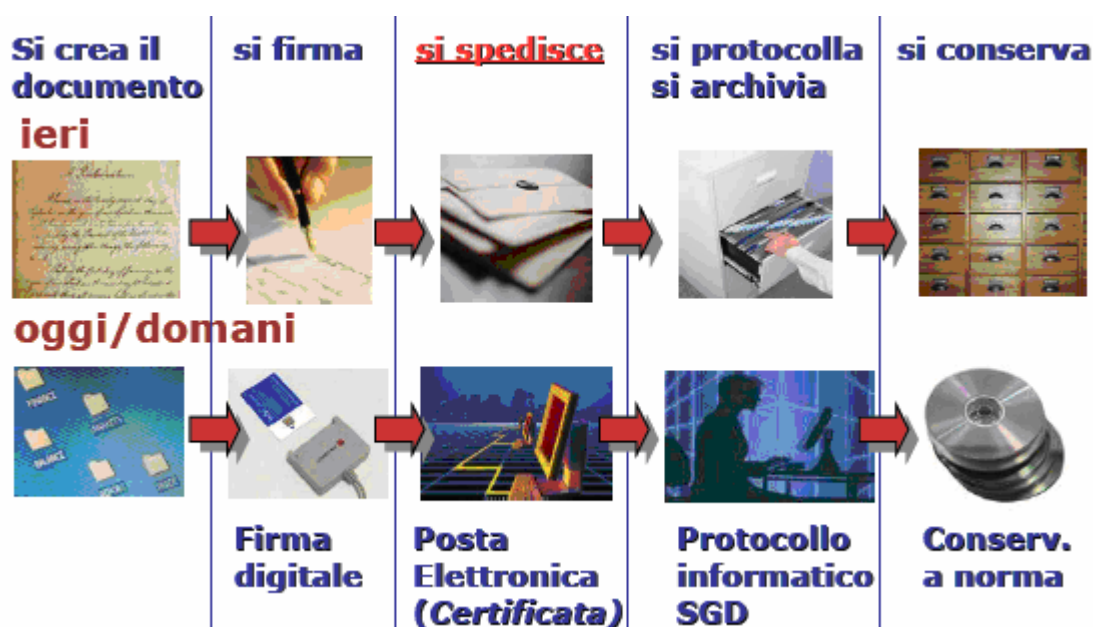 Si crea il
documento
si firma
si spedisce
si protocolla
si archivia
si conserva
ieri
oggi/domani
FINANCE
Firma
digitale
Posta
Elettronica
(Certificata)
Protocollo
informatico
SGD
Conserv.
a norma